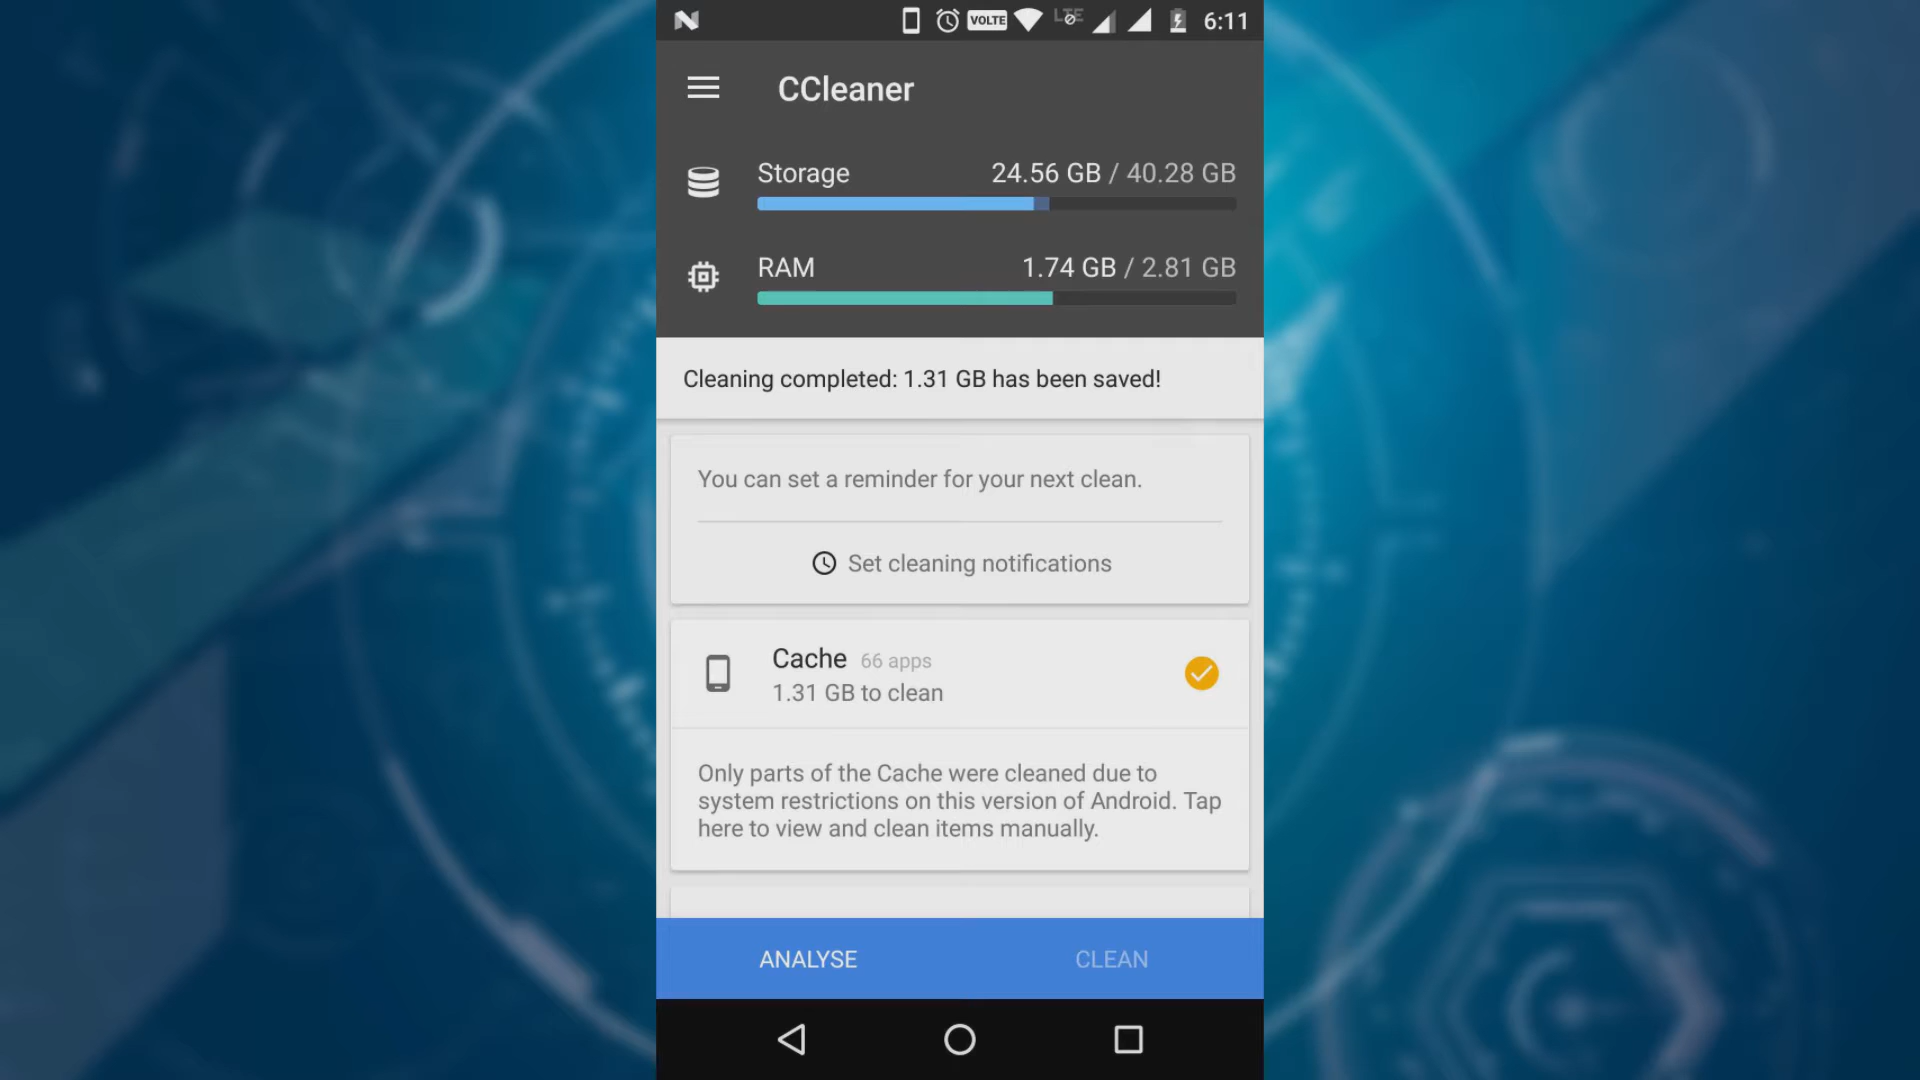 VOLTE LTE 6:11
CCleaner
Storage 24.56 GB / 40.28 GB
RAM 1.74 GB / 2.81 GB
Cleaning completed: 1.31 GB has been saved!
You can set a reminder for your next clean.
Set cleaning notifications
Cache 66 apps
1.31 GB to clean
Only parts of the Cache were cleaned due to
system restrictions on this version of Android. Tap
here to view and clean items manually.
ANALYSE CLEAN